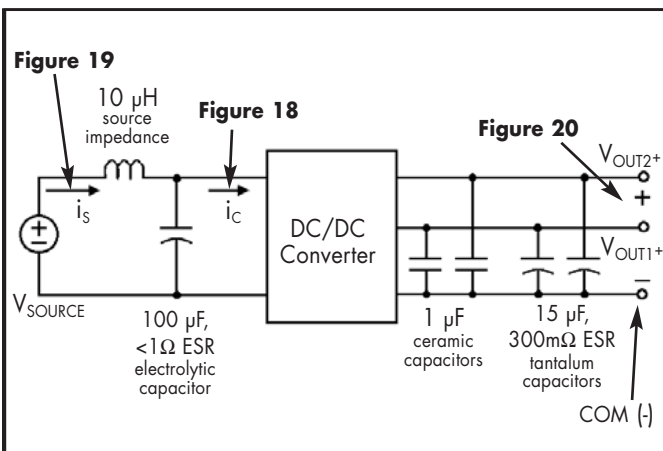 Figure 19
10 µH
source
impedance
Figure 18
Figure 20
VOUT2+
+
iS
iC
DC/DC
Converter
+
−
VOUT1+
−
VSOURCE
100 µF,
<1Ω ESR
electrolytic
capacitor
1 µF
ceramic
capacitors
15 µF,
300mΩ ESR
tantalum
capacitors
COM (-)